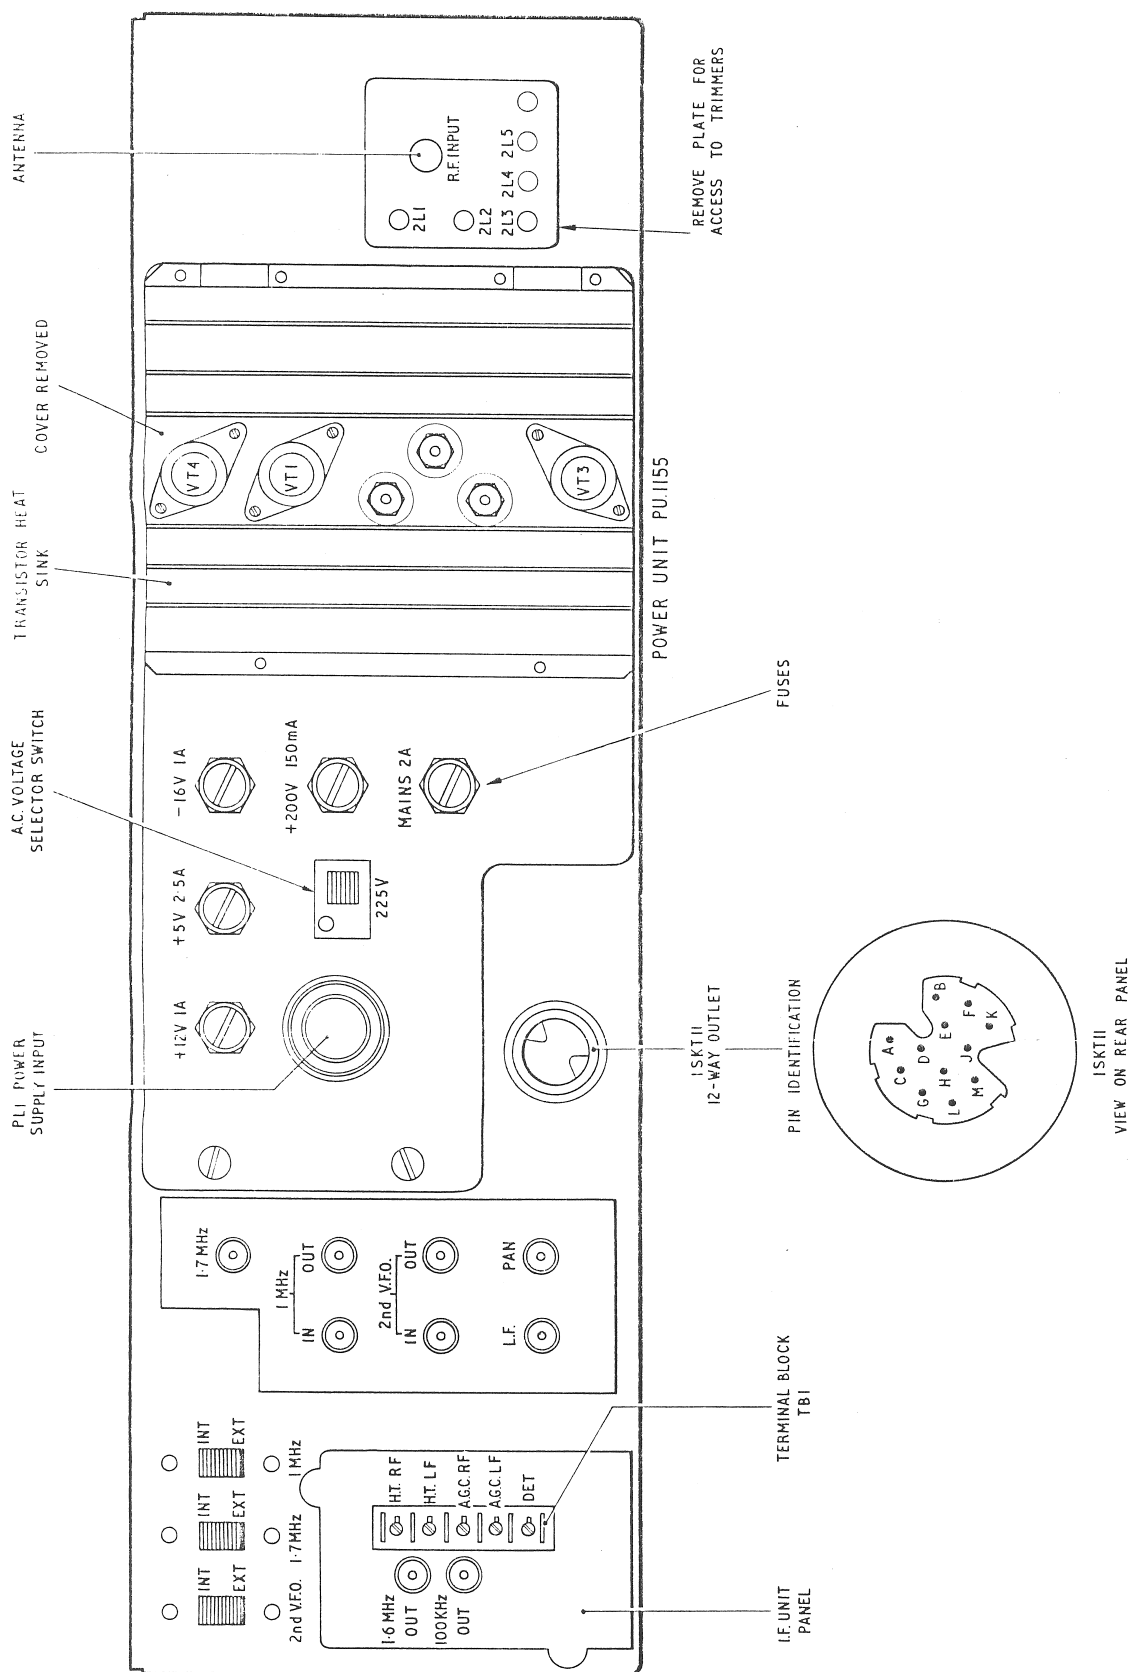 I.F. UNIT
PANEL
TERMINAL BLOCK
TB1
PL1 POWER
SUPPLY INPUT
A.C. VOLTAGE
SELECTOR SWITCH
TRANSISTOR HEAT
SINK
COVER REMOVED
ANTENNA
INT
EXT
2nd V.F.O.
INT
EXT
1·7MHz
INT
EXT
1MHz
1·6MHz
OUT
100KHz
OUT
H.T. RF
H.T. LF
A.G.C. RF
A.G.C. LF
DET
1·7MHz
1MHz
IN
OUT
2nd V.F.O.
IN
OUT
L.F.
PAN
+12V 1A
+5V 2·5A
-16V 1A
225V
+200V 150mA
MAINS 2A
VT4
VT1
VT3
2L1
2L2
2L3
2L4
2L5
R.F. INPUT
FUSES
POWER UNIT PU.1155
REMOVE PLATE FOR
ACCESS TO TRIMMERS
1SKT11
12-WAY OUTLET
PIN IDENTIFICATION
A
B
C
D
E
F
G
H
J
K
L
M
1SKT11
VIEW ON REAR PANEL